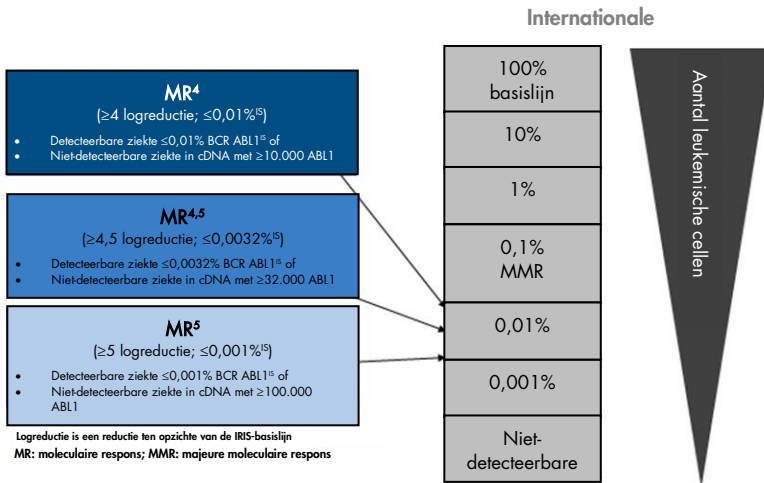 Internationale
MR⁴
(≥4 logreductie; ≤0,01%ᴵˢ)
• Detecteerbare ziekte ≤0,01% BCR ABL1ᴵˢ of
• Niet-detecteerbare ziekte in cDNA met ≥10.000 ABL1
MR⁴,⁵
(≥4,5 logreductie; ≤0,0032%ᴵˢ)
• Detecteerbare ziekte ≤0,0032% BCR ABL1ᴵˢ of
• Niet-detecteerbare ziekte in cDNA met ≥32.000 ABL1
MR⁵
(≥5 logreductie; ≤0,001%ᴵˢ)
• Detecteerbare ziekte ≤0,001% BCR ABL1ᴵˢ of
• Niet-detecteerbare ziekte in cDNA met ≥100.000
ABL1
Logreductie is een reductie ten opzichte van de IRIS-basislijn
MR: moleculaire respons; MMR: majeure moleculaire respons
100%
basislijn
10%
1%
0,1%
MMR
0,01%
0,001%
Niet-
detecteerbare
Aantal leukemische cellen